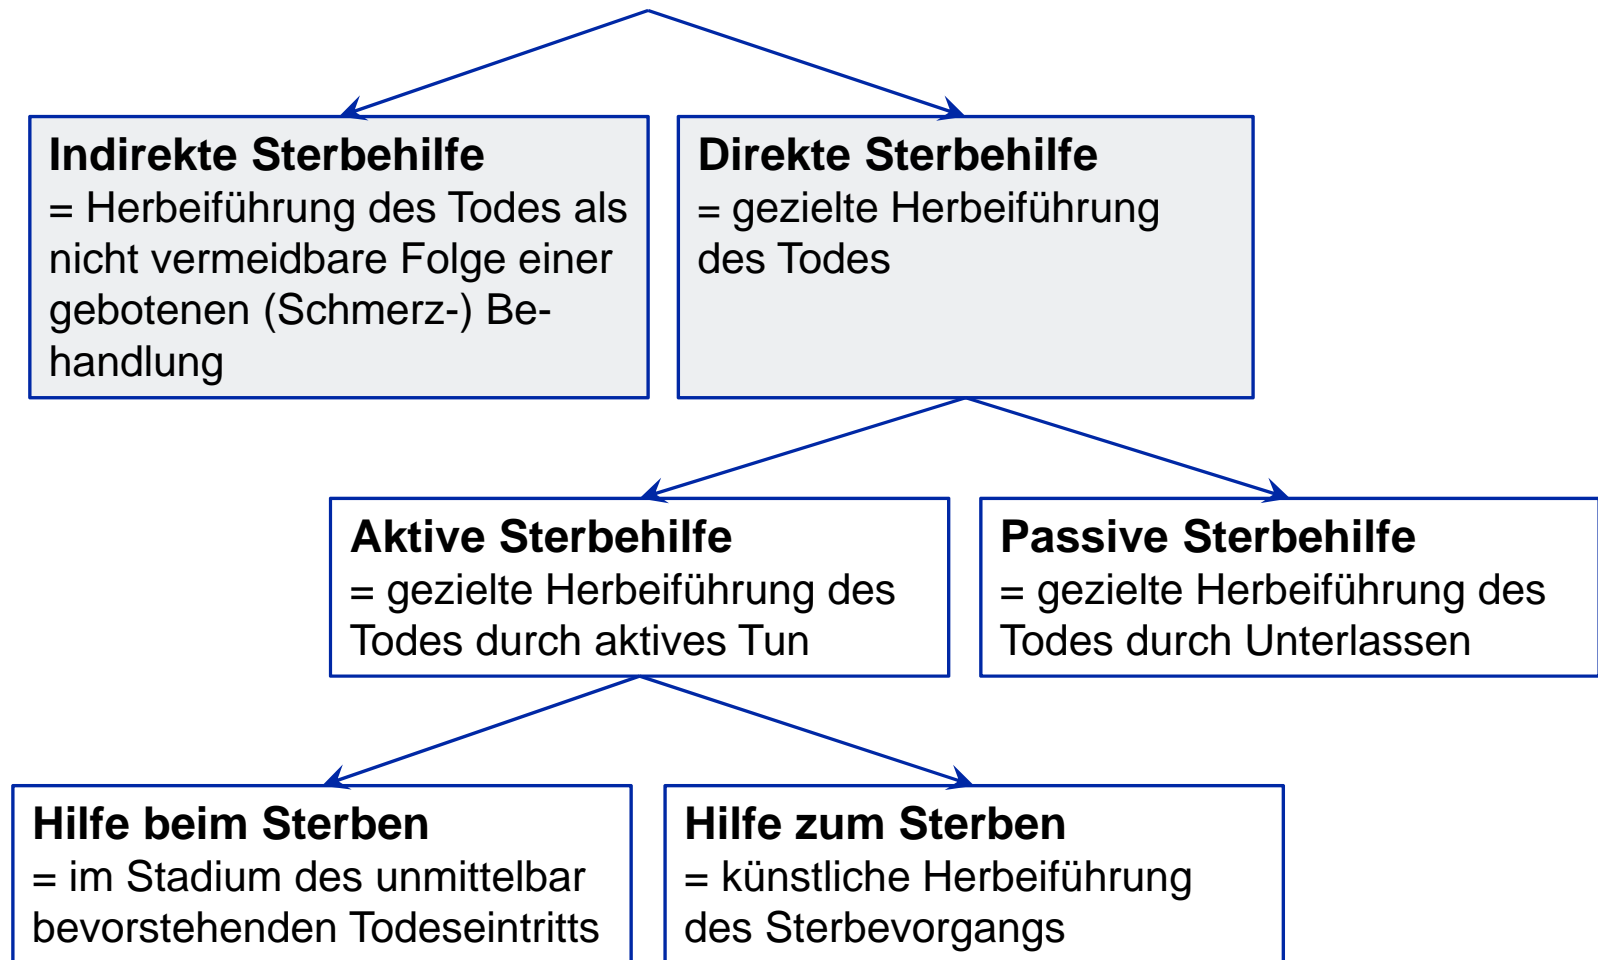 Indirekte Sterbehilfe
= Herbeiführung des Todes als
nicht vermeidbare Folge einer
gebotenen (Schmerz-) Be-
handlung
Direkte Sterbehilfe
= gezielte Herbeiführung
des Todes
Aktive Sterbehilfe
= gezielte Herbeiführung des
Todes durch aktives Tun
Passive Sterbehilfe
= gezielte Herbeiführung des
Todes durch Unterlassen
Hilfe beim Sterben
= im Stadium des unmittelbar
bevorstehenden Todeseintritts
Hilfe zum Sterben
= künstliche Herbeiführung
des Sterbevorgangs